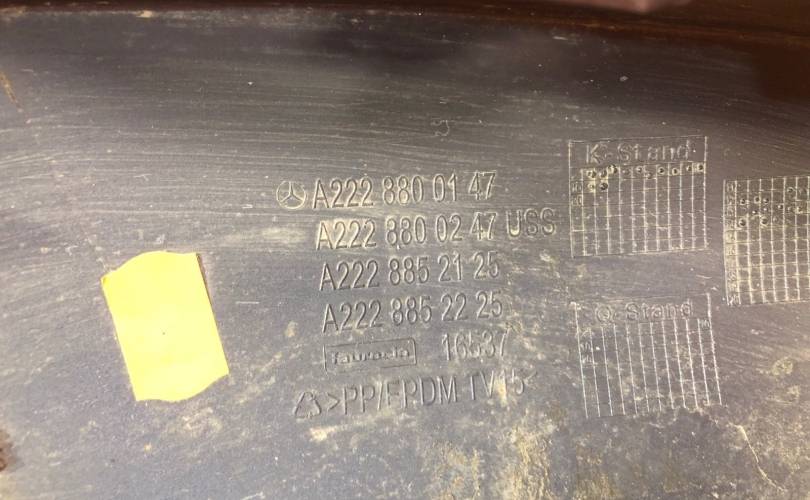 A222 880 01 47
A222 880 02 47 USS
A222 885 21 25
A222 885 22 25
faurecia 16537
>PP/EPDM TV15<
K-Stand
Q-Stand